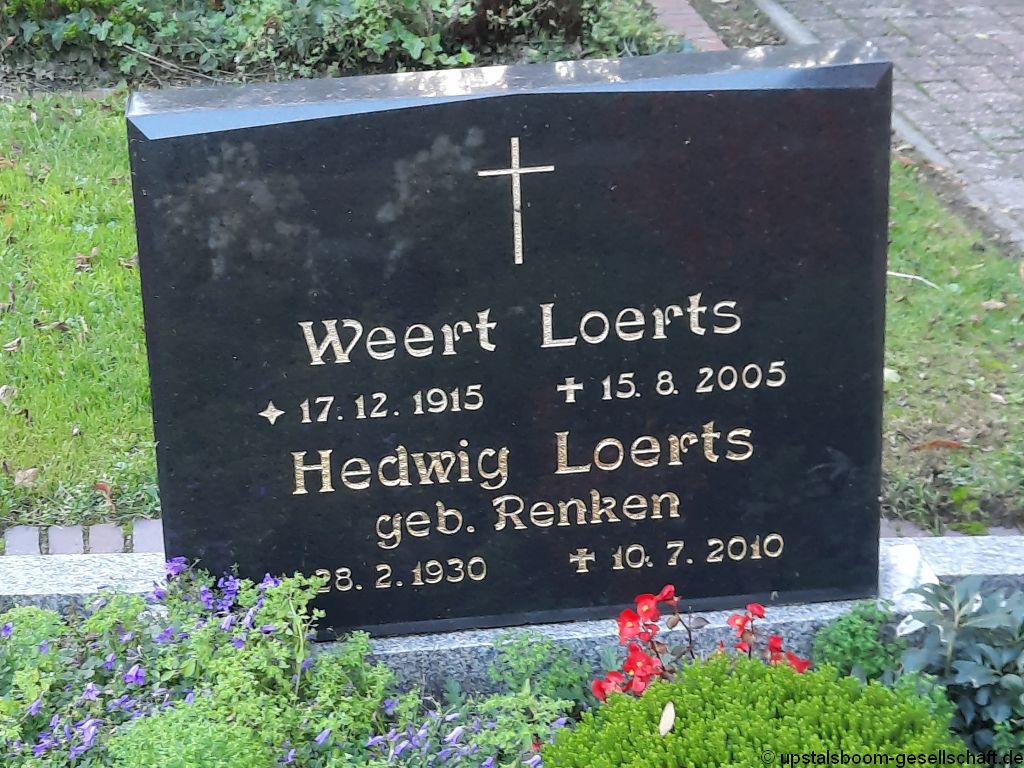 Weert Loerts
✦ 17. 12. 1915 ✝ 15. 8. 2005
Hedwig Loerts
geb. Renken
28. 2. 1930 ✝ 10. 7. 2010
© upstalsboom-gesellschaft.de